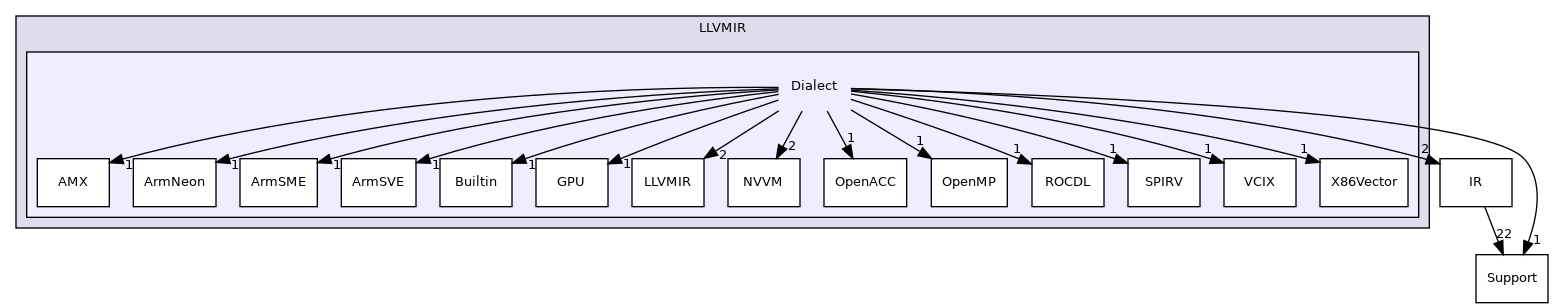 LLVMIR
Dialect
1
1
2
1 1 1 1 1 1 1 2 2 1 1 1 1
AMX ArmNeon ArmSME ArmSVE Builtin GPU LLVMIR NVVM OpenACC OpenMP ROCDL SPIRV VCIX X86Vector IR
22 1
Support